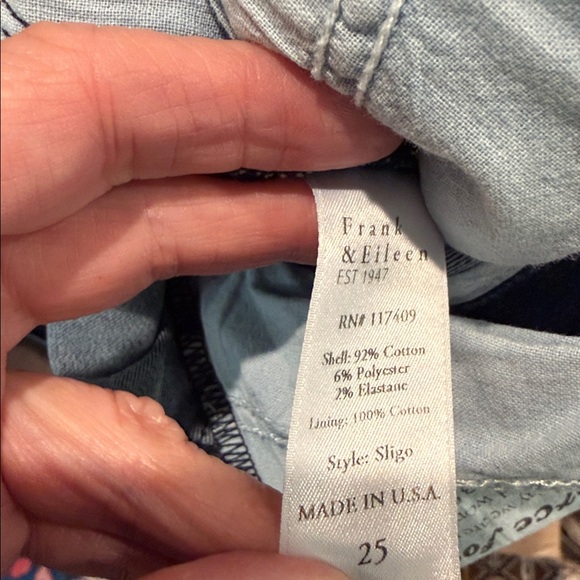 Frank
& Eileen
EST 1947
RN# 117409
Shell: 92% Cotton
6% Polyester
2% Elastane
Lining: 100% Cotton
Style: Sligo
MADE IN U.S.A.
25